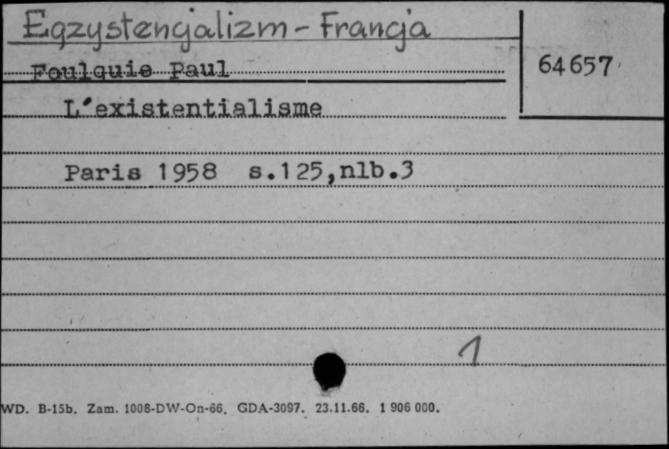 Egzystencjalizm - Francja
64657
Foulquie Paul
L'existentialisme
Paris 1958 s.125,nlb.3
1
WD. B-15b. Zam. 1008-DW-On-66. GDA-3097. 23.11.66. 1 906 000.